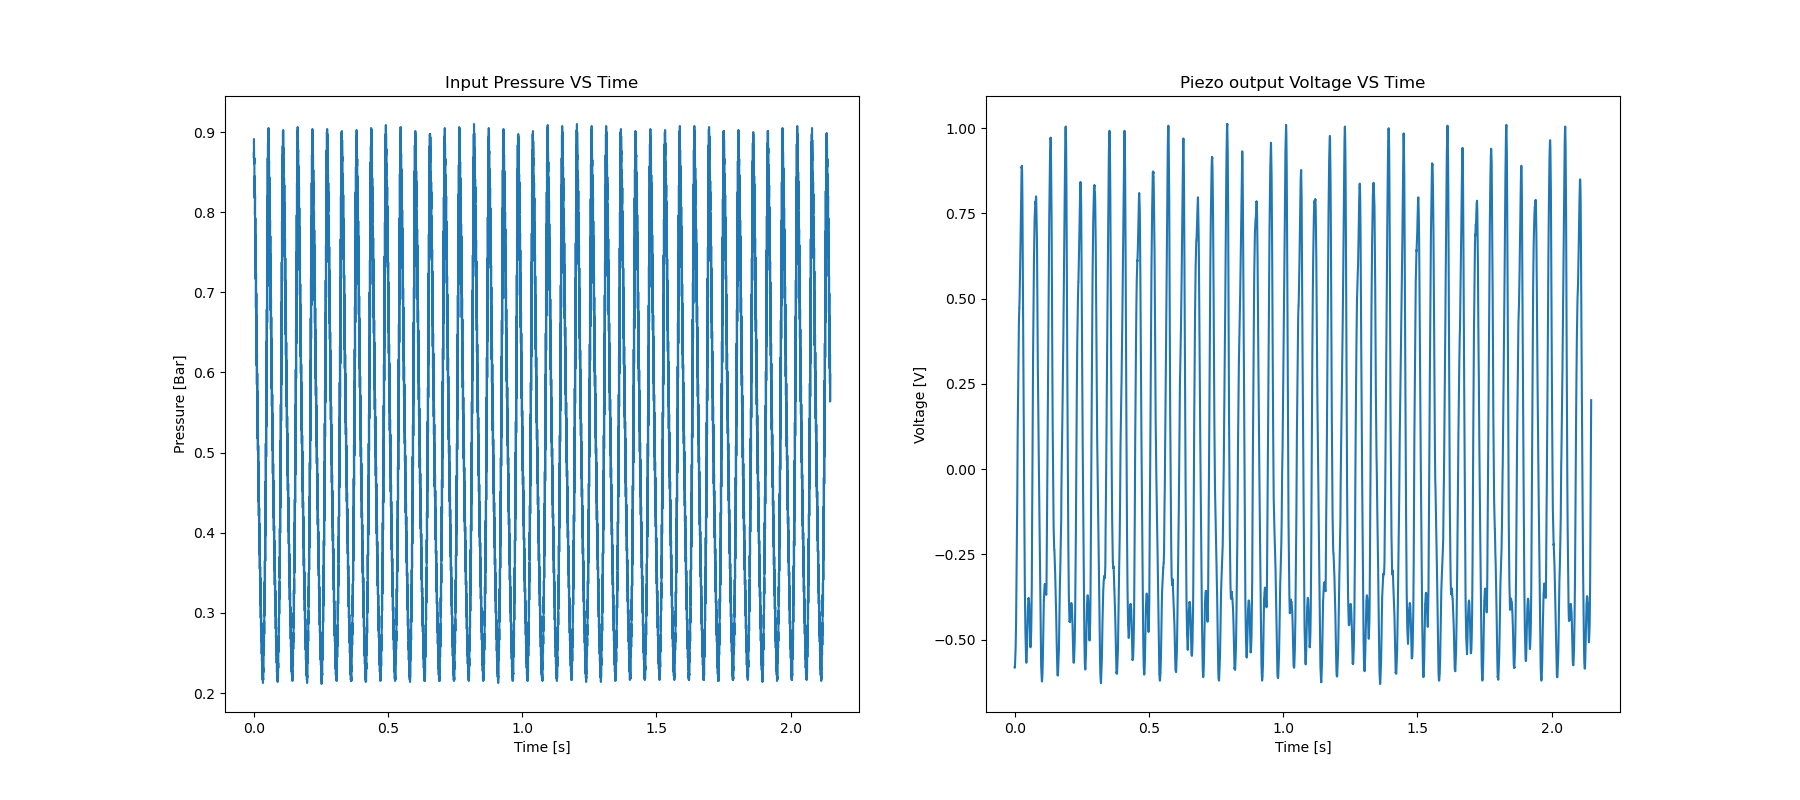 Input Pressure VS Time
Pressure [Bar]
0.9
0.8
0.7
0.6
0.5
0.4
0.3
0.2
0.0 0.5 1.0 1.5 2.0
Time [s]
Piezo output Voltage VS Time
Voltage [V]
1.00
0.75
0.50
0.25
0.00
−0.25
−0.50
0.0 0.5 1.0 1.5 2.0
Time [s]